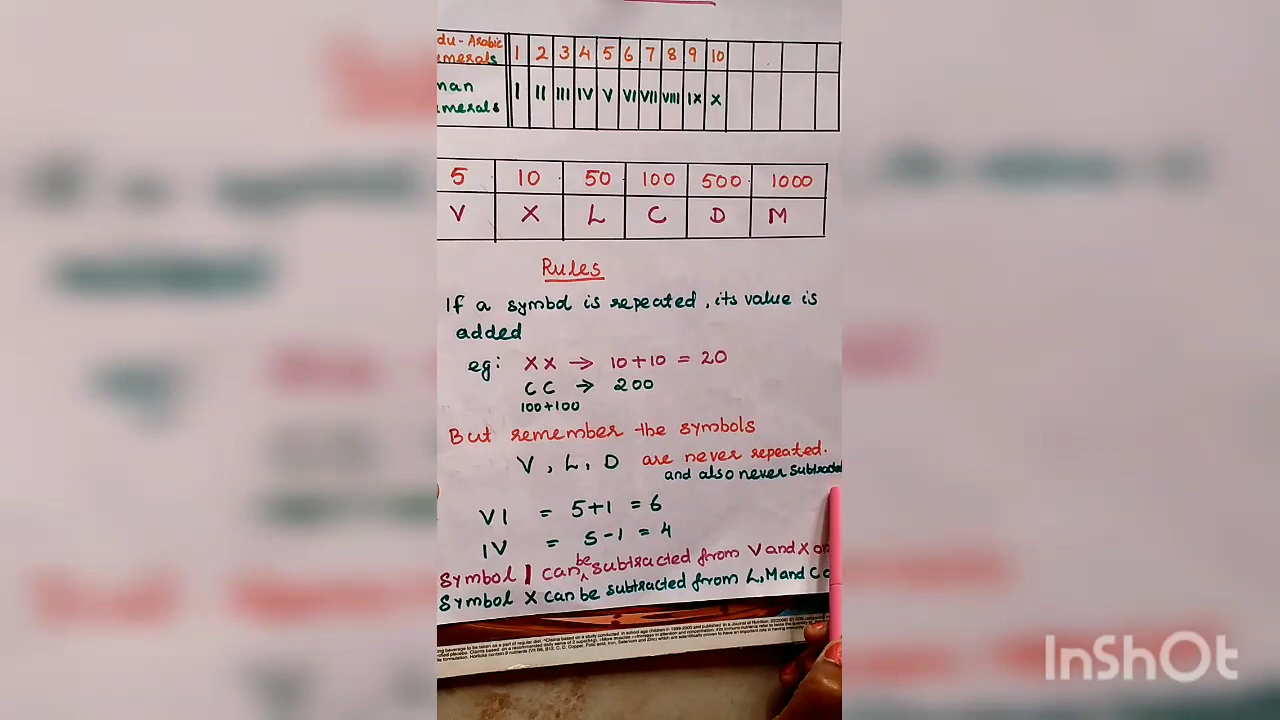 du-Arabic 1 2 3 4 5 6 7 8 9 10
merals
man I II III IV V VI VII VIII IX X
merals
5 10 50 100 500 1000
V X L C D M
Rules
If a symbol is repeated, its value is
added
eg: XX → 10+10 = 20
CC → 200
100+100
But remember the symbols
V, L, D are never repeated.
and also never subtracted
VI = 5+1 = 6
IV = 5-1 = 4
Symbol I can be subtracted from V and X on
Symbol X can be subtracted from L, M and C o
InShOt